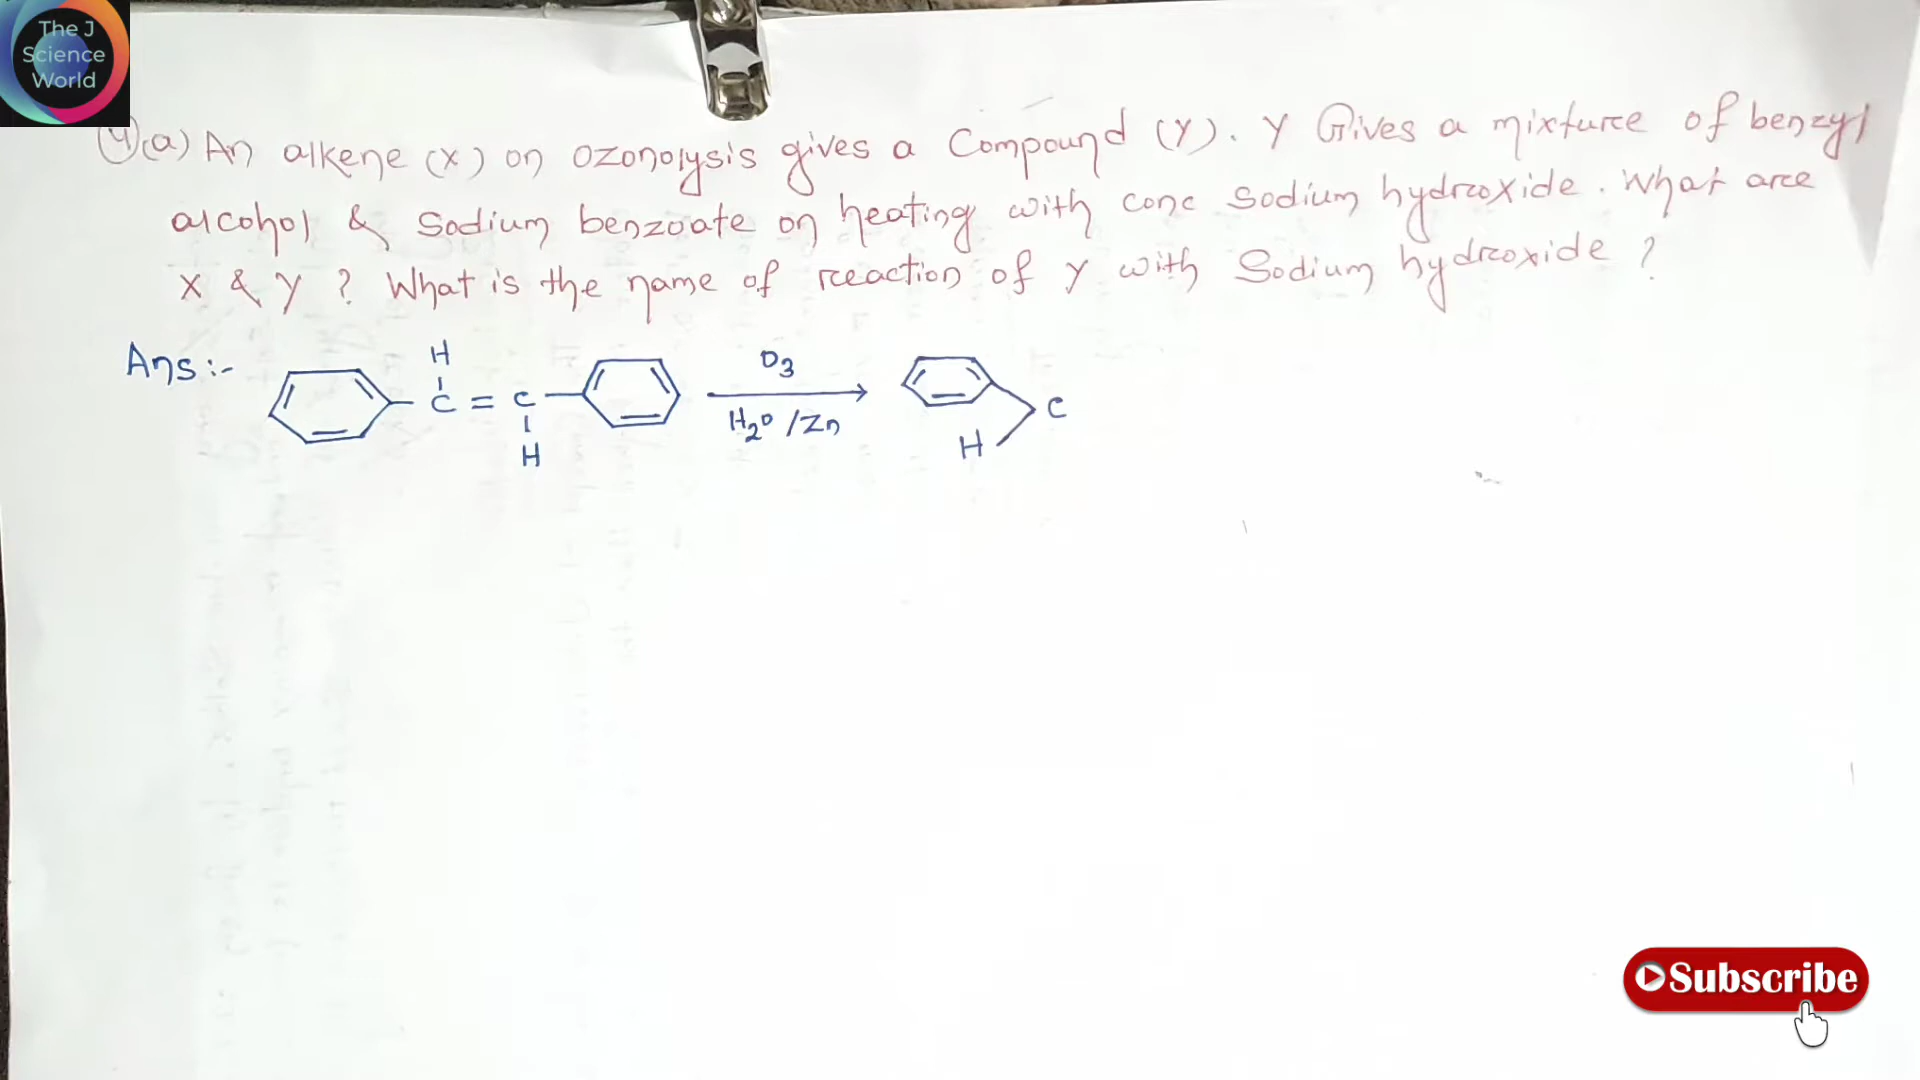 The J
Science
World
4(a) An alkene (x) on ozonolysis gives a Compound (Y). Y Gives a mixture of benzyl
alcohol & Sodium benzoate on heating with conc Sodium hydroxide. What are
X & Y ? What is the name of reaction of Y with Sodium hydroxide ?
Ans :-
H
C = C
H
O3
H2O / Zn
C
H
Subscribe